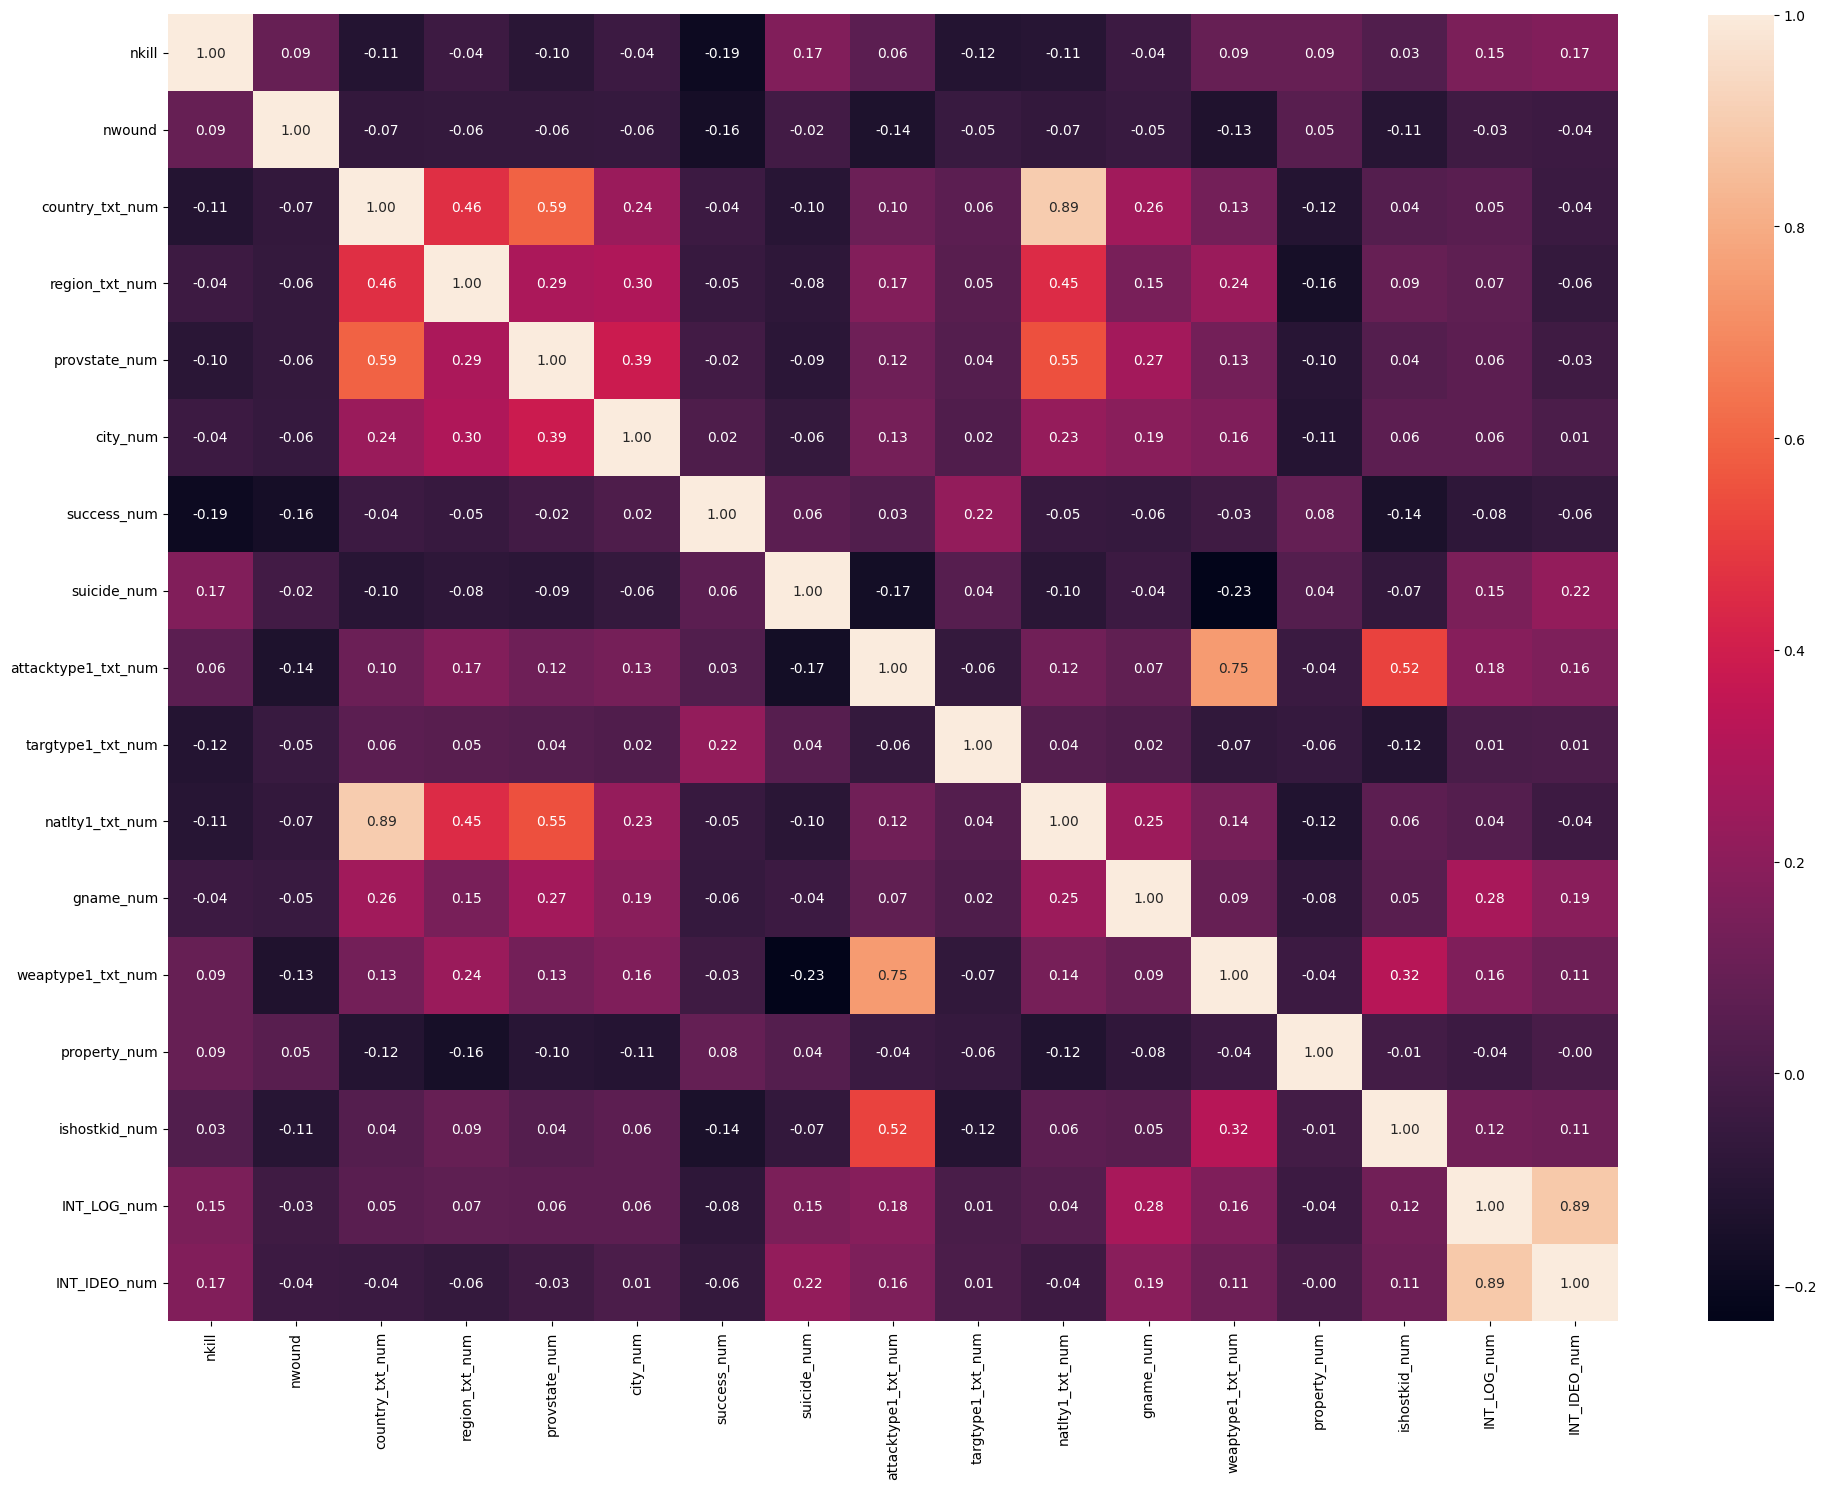 nkill 1.00 0.09 -0.11 -0.04 -0.10 -0.04 -0.19 0.17 0.06 -0.12 -0.11 -0.04 0.09 0.09 0.03 0.15 0.17
nwound 0.09 1.00 -0.07 -0.06 -0.06 -0.06 -0.16 -0.02 -0.14 -0.05 -0.07 -0.05 -0.13 0.05 -0.11 -0.03 -0.04
country_txt_num -0.11 -0.07 1.00 0.46 0.59 0.24 -0.04 -0.10 0.10 0.06 0.89 0.26 0.13 -0.12 0.04 0.05 -0.04
region_txt_num -0.04 -0.06 0.46 1.00 0.29 0.30 -0.05 -0.08 0.17 0.05 0.45 0.15 0.24 -0.16 0.09 0.07 -0.06
provstate_num -0.10 -0.06 0.59 0.29 1.00 0.39 -0.02 -0.09 0.12 0.04 0.55 0.27 0.13 -0.10 0.04 0.06 -0.03
city_num -0.04 -0.06 0.24 0.30 0.39 1.00 0.02 -0.06 0.13 0.02 0.23 0.19 0.16 -0.11 0.06 0.06 0.01
success_num -0.19 -0.16 -0.04 -0.05 -0.02 0.02 1.00 0.06 0.03 0.22 -0.05 -0.06 -0.03 0.08 -0.14 -0.08 -0.06
suicide_num 0.17 -0.02 -0.10 -0.08 -0.09 -0.06 0.06 1.00 -0.17 0.04 -0.10 -0.04 -0.23 0.04 -0.07 0.15 0.22
attacktype1_txt_num 0.06 -0.14 0.10 0.17 0.12 0.13 0.03 -0.17 1.00 -0.06 0.12 0.07 0.75 -0.04 0.52 0.18 0.16
targtype1_txt_num -0.12 -0.05 0.06 0.05 0.04 0.02 0.22 0.04 -0.06 1.00 0.04 0.02 -0.07 -0.06 -0.12 0.01 0.01
natlty1_txt_num -0.11 -0.07 0.89 0.45 0.55 0.23 -0.05 -0.10 0.12 0.04 1.00 0.25 0.14 -0.12 0.06 0.04 -0.04
gname_num -0.04 -0.05 0.26 0.15 0.27 0.19 -0.06 -0.04 0.07 0.02 0.25 1.00 0.09 -0.08 0.05 0.28 0.19
weaptype1_txt_num 0.09 -0.13 0.13 0.24 0.13 0.16 -0.03 -0.23 0.75 -0.07 0.14 0.09 1.00 -0.04 0.32 0.16 0.11
property_num 0.09 0.05 -0.12 -0.16 -0.10 -0.11 0.08 0.04 -0.04 -0.06 -0.12 -0.08 -0.04 1.00 -0.01 -0.04 -0.00
ishostkid_num 0.03 -0.11 0.04 0.09 0.04 0.06 -0.14 -0.07 0.52 -0.12 0.06 0.05 0.32 -0.01 1.00 0.12 0.11
INT_LOG_num 0.15 -0.03 0.05 0.07 0.06 0.06 -0.08 0.15 0.18 0.01 0.04 0.28 0.16 -0.04 0.12 1.00 0.89
INT_IDEO_num 0.17 -0.04 -0.04 -0.06 -0.03 0.01 -0.06 0.22 0.16 0.01 -0.04 0.19 0.11 -0.00 0.11 0.89 1.00
nkill
nwound
country_txt_num
region_txt_num
provstate_num
city_num
success_num
suicide_num
attacktype1_txt_num
targtype1_txt_num
natlty1_txt_num
gname_num
weaptype1_txt_num
property_num
ishostkid_num
INT_LOG_num
INT_IDEO_num
1.0
0.8
0.6
0.4
0.2
0.0
−0.2